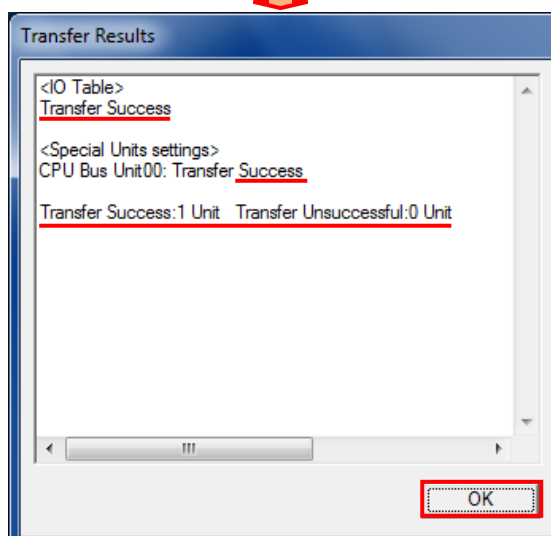 Transfer Results
<IO Table>
Transfer Success
<Special Units settings>
CPU Bus Unit00: Transfer Success
Transfer Success:1 Unit Transfer Unsuccessful:0 Unit
OK